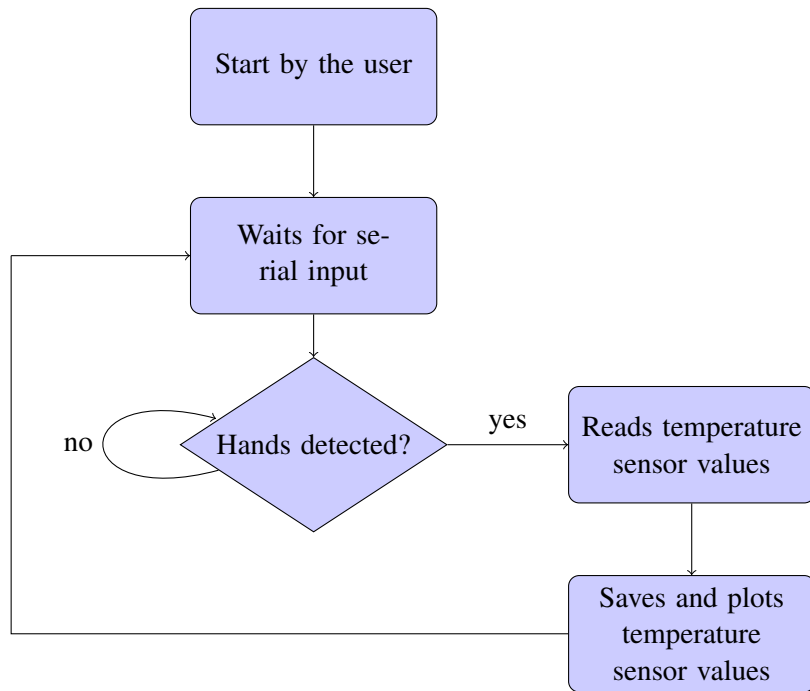 Start by the user
Waits for se-
rial input
Hands detected?
no
yes
Reads temperature
sensor values
Saves and plots
temperature
sensor values